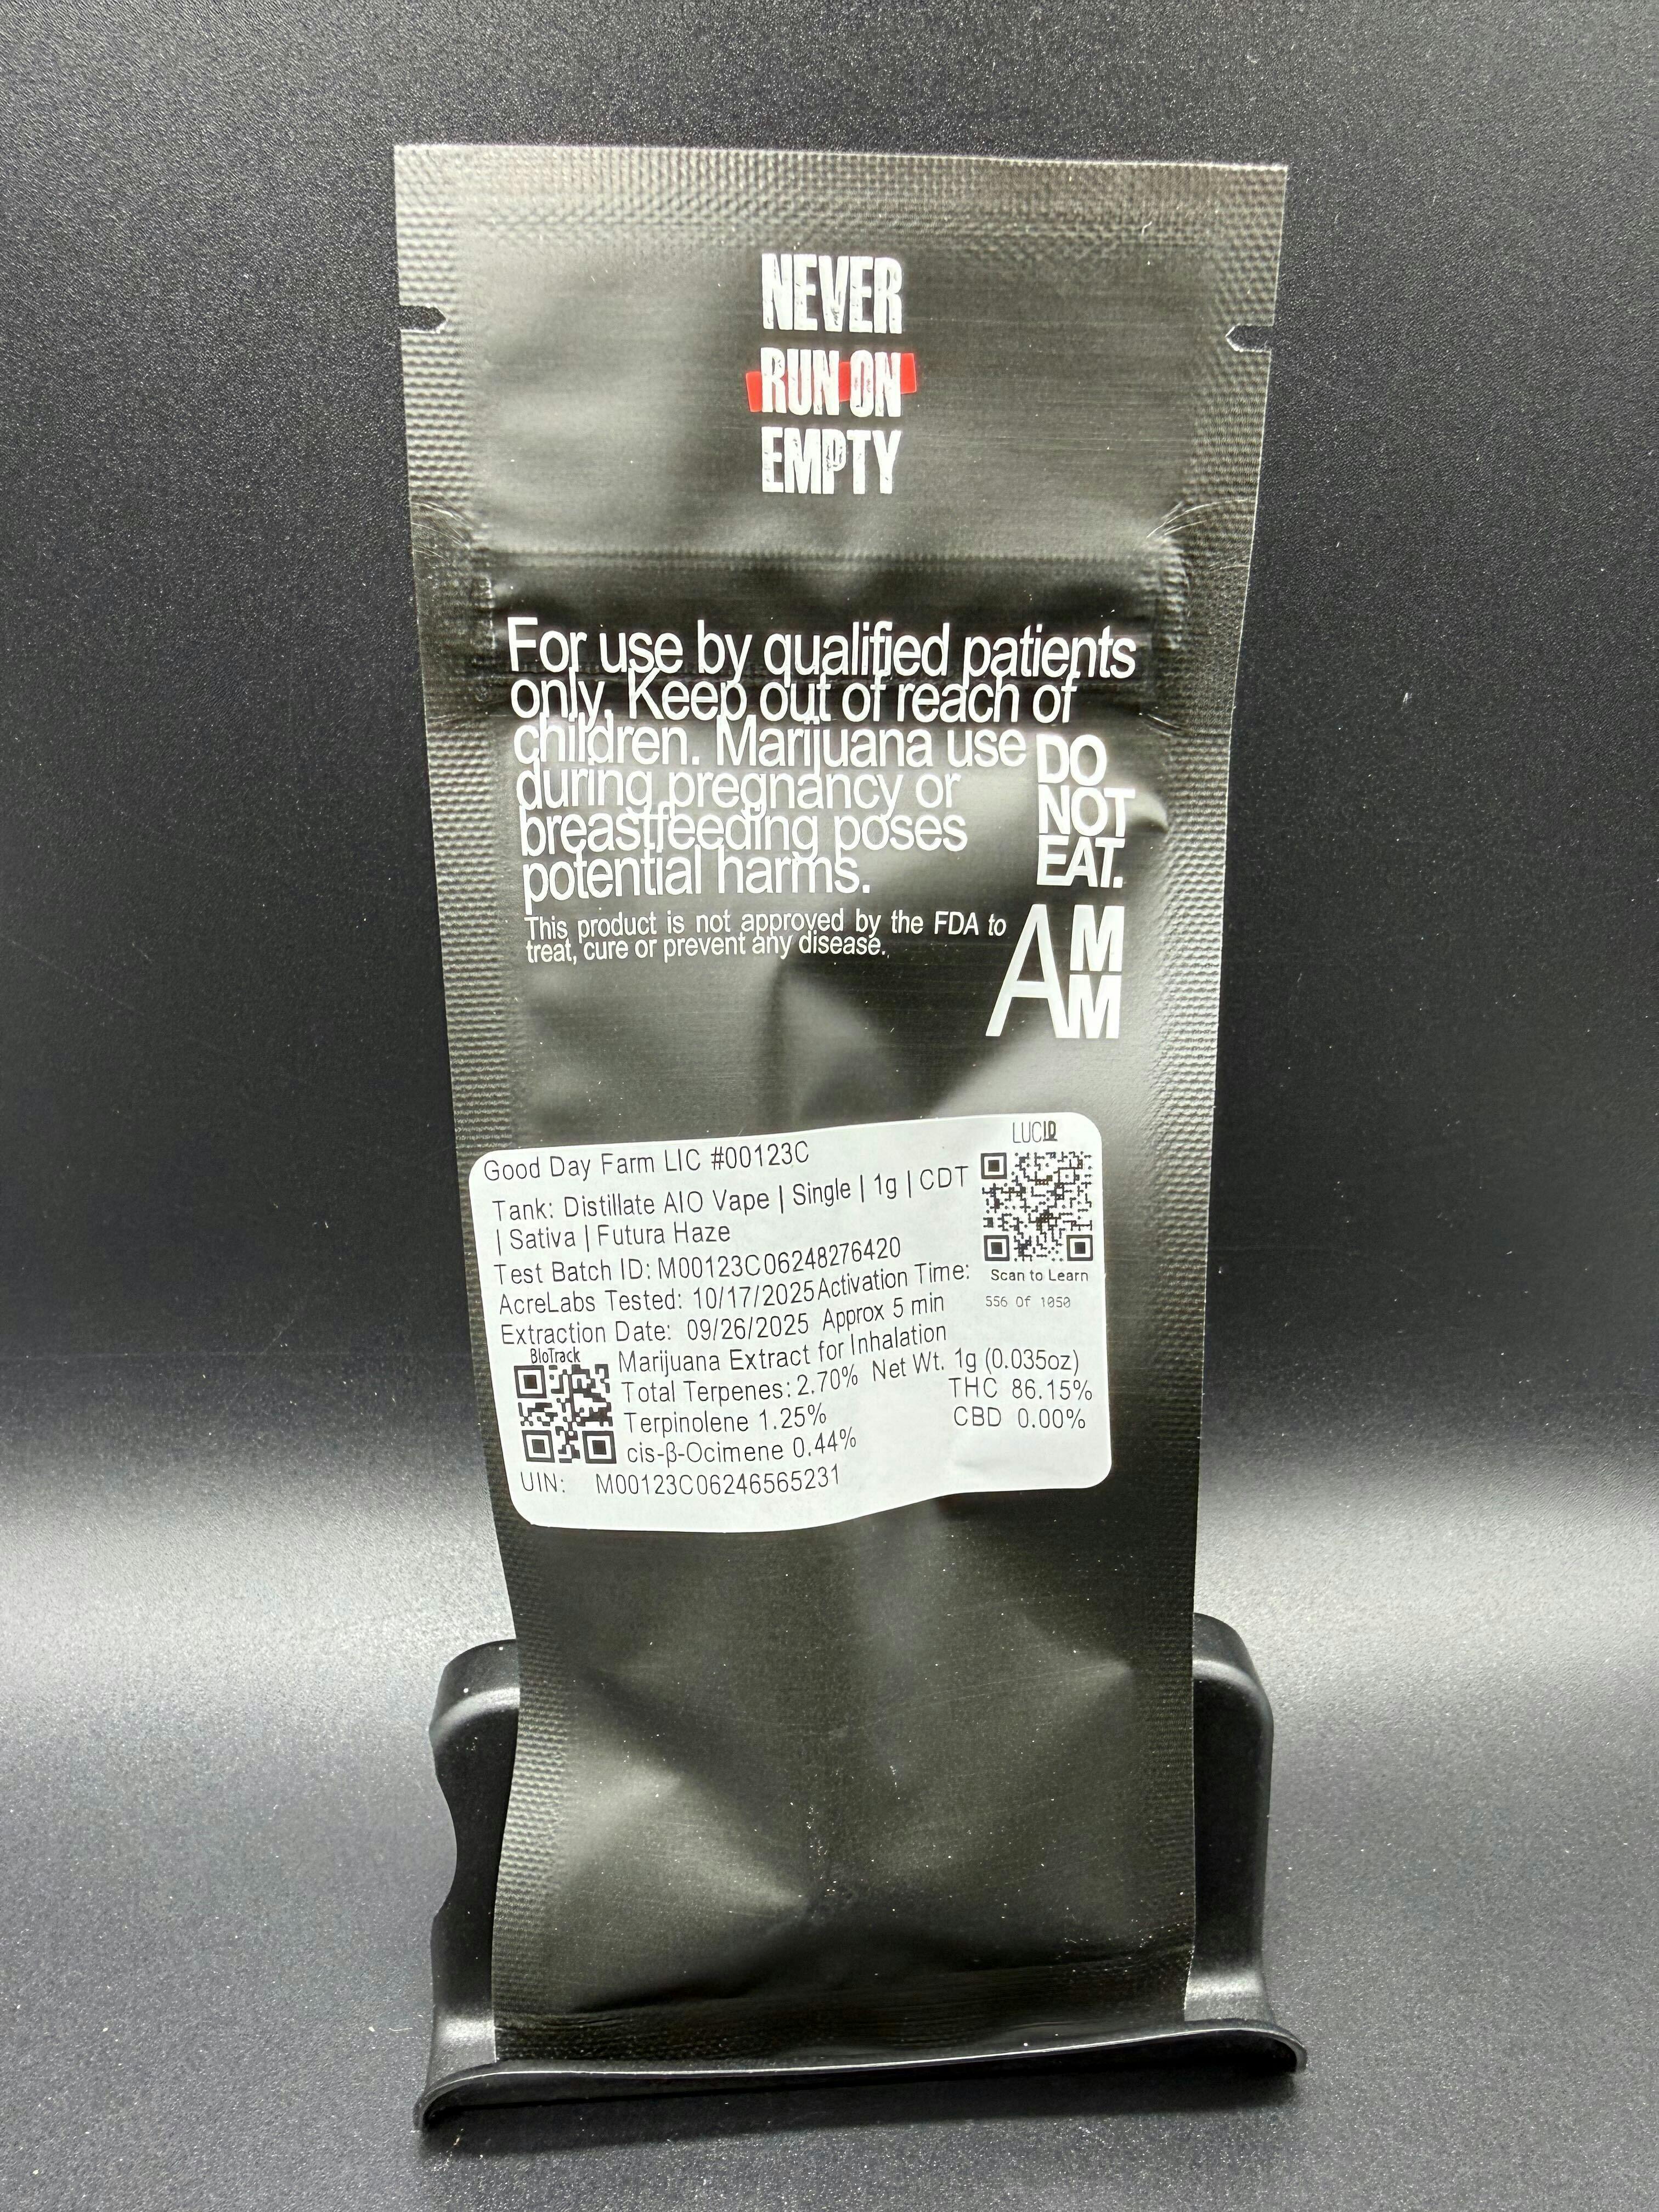 NEVER
RUN ON
EMPTY
For use by qualified patients
only. Keep out of reach of
children. Marijuana use
during pregnancy or
breastfeeding poses
potential harms.
DO
NOT
EAT.
This product is not approved by the FDA to
treat, cure or prevent any disease.
AMM
LUCID
Good Day Farm LIC #00123C
Tank: Distillate AIO Vape | Single | 1g | CDT
| Sativa | Futura Haze
Test Batch ID: M00123C06248276420
AcreLabs Tested: 10/17/2025 Activation Time:
Extraction Date: 09/26/2025 Approx 5 min
Scan to Learn
556 Of 1050
BioTrack
Marijuana Extract for Inhalation
Total Terpenes: 2.70% Net Wt. 1g (0.035oz)
Terpinolene 1.25% THC 86.15%
cis-β-Ocimene 0.44% CBD 0.00%
UIN: M00123C06246565231